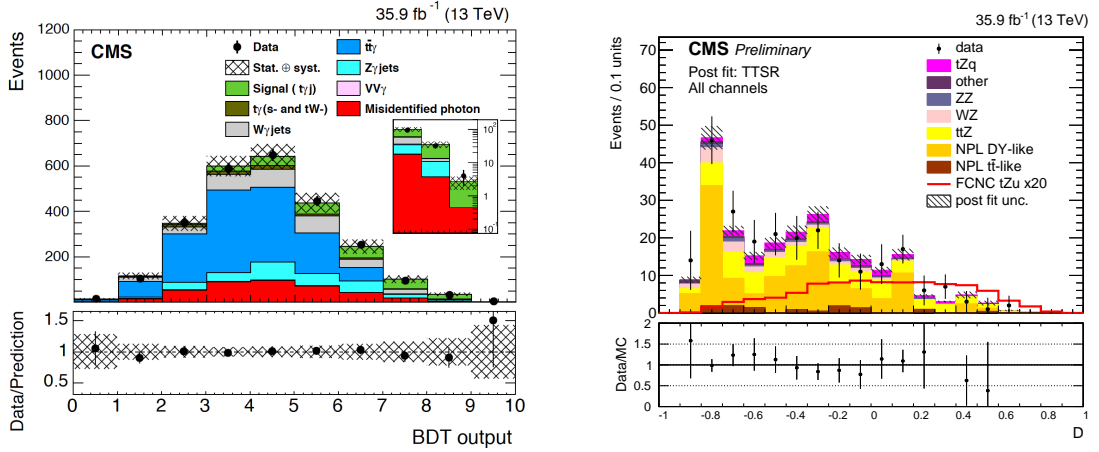 35.9 fb⁻¹ (13 TeV)
Events
1200
1000
800
600
400
200
CMS
Data
Stat. ⊕ syst.
Signal ( tγj)
tγ(s- and tW-)
Wγjets
tt̄γ
Zγjets
VVγ
Misidentified photon
10²
10
1
10⁻¹
Data/Prediction
1.5
1
0.5
0 1 2 3 4 5 6 7 8 9 10
BDT output
35.9 fb⁻¹ (13 TeV)
Events / 0.1 units
70
60
50
40
30
20
10
0
CMS Preliminary
Post fit: TTSR
All channels
data
tZq
other
ZZ
WZ
ttZ
NPL DY-like
NPL tt̄-like
FCNC tZu x20
post fit unc.
Data/MC
2
1.5
1
0.5
0
-1 -0.8 -0.6 -0.4 -0.2 0 0.2 0.4 0.6 0.8 1
D